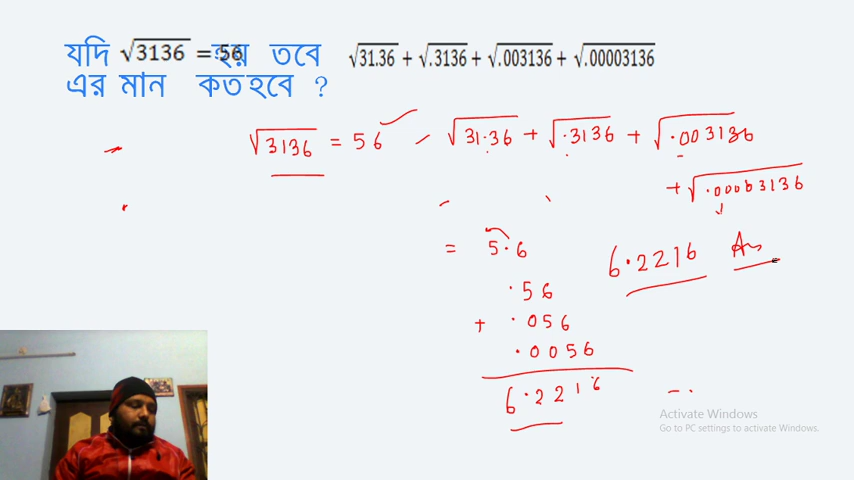 যদি √3136 = 56 হয় তবে √31.36 + √.3136 + √.003136 + √.00003136
এর মান কত হবে ?
√3136 = 56 √31.36 + √.3136 + √.003136
+ √.00003136
= 5.6
.56
+ .056
.0056
6.2216
6.2216 Ans
Activate Windows
Go to PC settings to activate Windows.